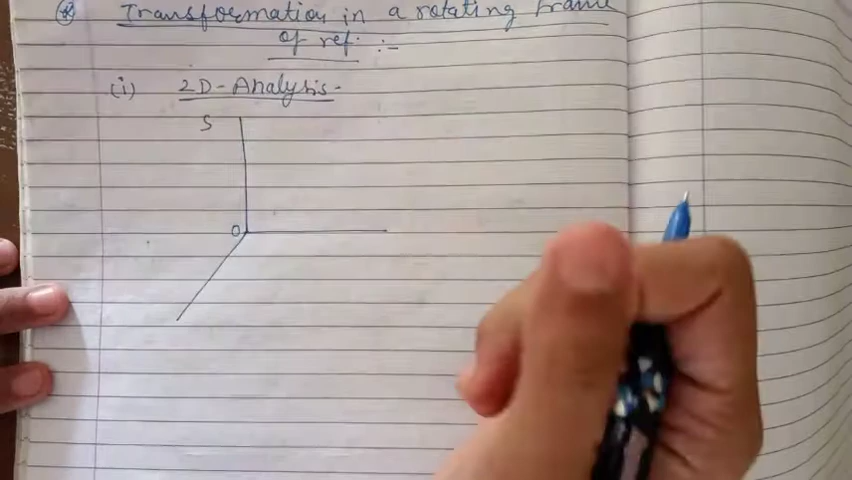 (*) Transformation in a rotating frame
of ref. :-
(i) 2D-Analysis-
S
O